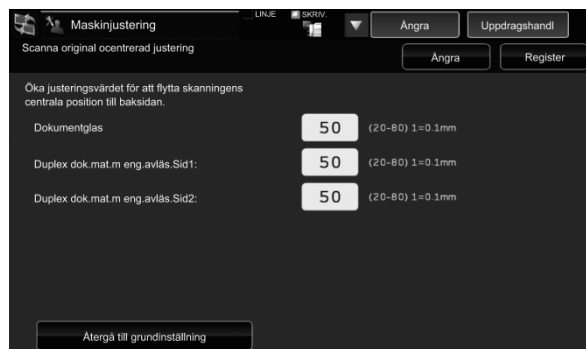 Maskinjustering
LINJE
SKRIV.
Ångra
Uppdragshandl
Scanna original ocentrerad justering
Ångra
Register
Öka justeringsvärdet för att flytta skanningens
centrala position till baksidan.
Dokumentglas
50
(20-80) 1=0.1mm
Duplex dok.mat.m eng.avläs.Sid1:
50
(20-80) 1=0.1mm
Duplex dok.mat.m eng.avläs.Sid2:
50
(20-80) 1=0.1mm
Återgå till grundinställning